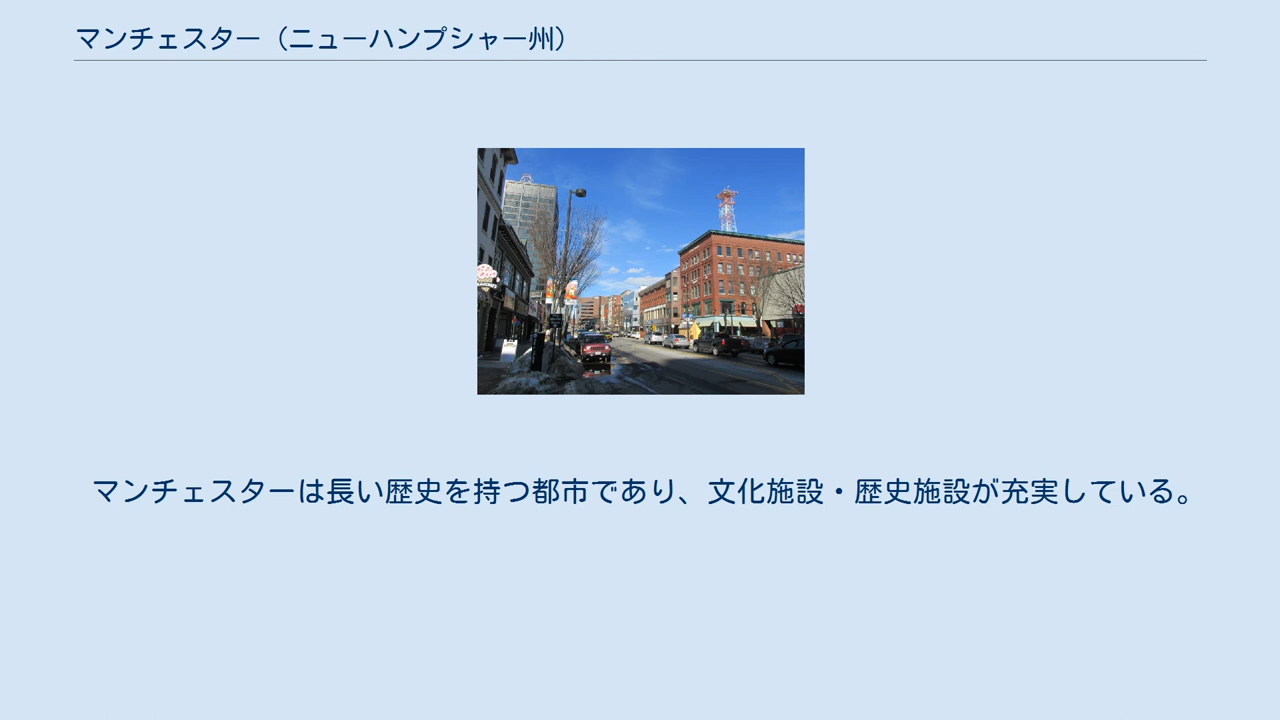 マンチェスター（ニューハンプシャー州）
マンチェスターは長い歴史を持つ都市であり、文化施設・歴史施設が充実している。